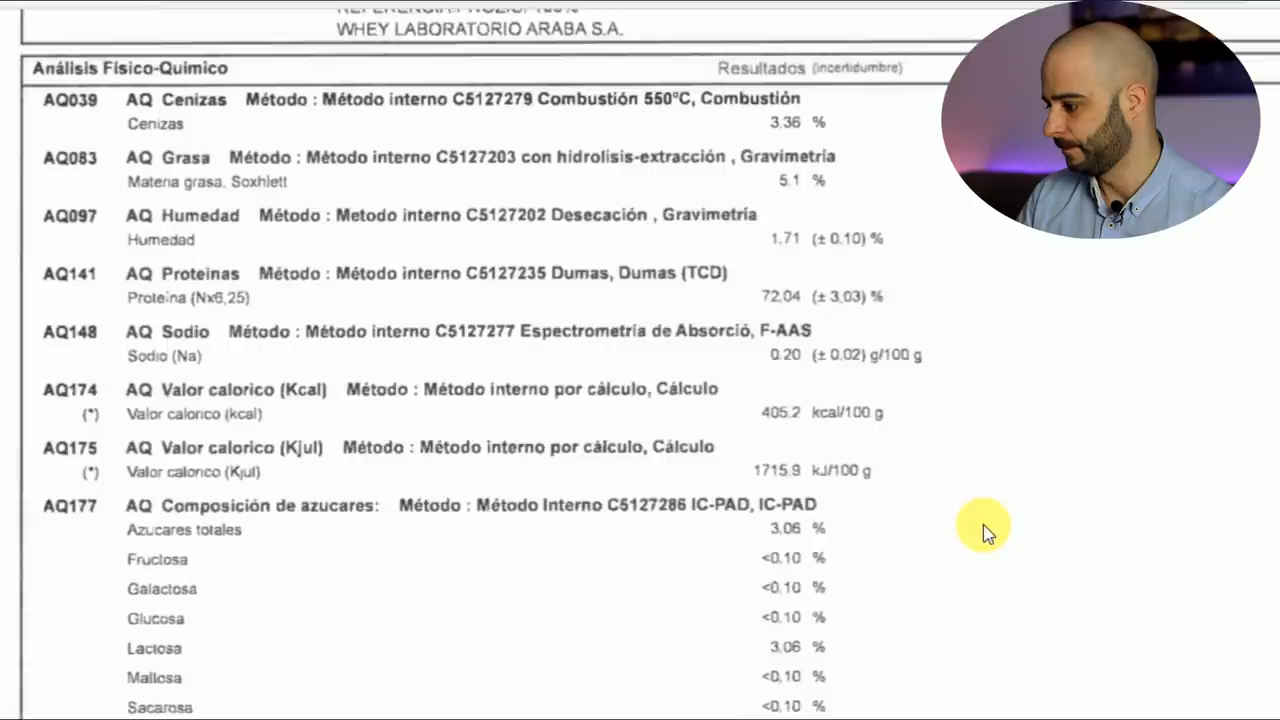 WHEY LABORATORIO ARABA S.A.
Análisis Físico-Quimico Resultados (incertidumbre)
AQ039 AQ Cenizas Método : Método interno C5127279 Combustión 550ºC, Combustión
Cenizas 3,36 %
AQ083 AQ Grasa Método : Método interno C5127203 con hidrolisis-extracción , Gravimetría
Materia grasa, Soxhlett 5,1 %
AQ097 AQ Humedad Método : Metodo interno C5127202 Desecación , Gravimetría
Humedad 1,71 (± 0,10) %
AQ141 AQ Proteinas Método : Método interno C5127235 Dumas, Dumas (TCD)
Proteína (Nx6,25) 72,04 (± 3,03) %
AQ148 AQ Sodio Método : Método interno C5127277 Espectrometría de Absorció, F-AAS
Sodio (Na) 0,20 (± 0,02) g/100 g
AQ174 AQ Valor calorico (Kcal) Método : Método interno por cálculo, Cálculo
(*) Valor calorico (kcal) 405,2 kcal/100 g
AQ175 AQ Valor calorico (Kjul) Método : Método interno por cálculo, Cálculo
(*) Valor calorico (Kjul) 1715,9 kJ/100 g
AQ177 AQ Composición de azucares: Método : Método Interno C5127286 IC-PAD, IC-PAD
Azucares totales 3,06 %
Fructosa <0,10 %
Galactosa <0,10 %
Glucosa <0,10 %
Lactosa 3,06 %
Maltosa <0,10 %
Sacarosa <0,10 %